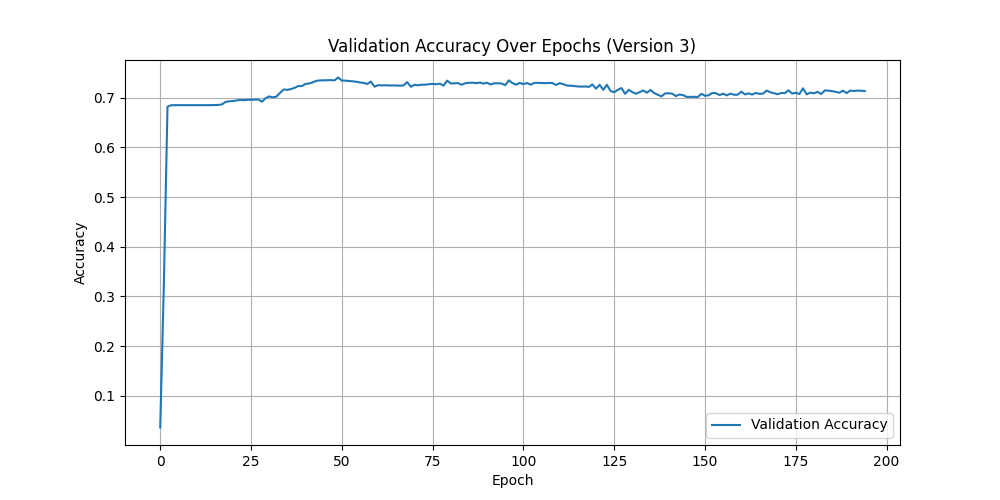 Validation Accuracy Over Epochs (Version 3)
Accuracy
0.7
0.6
0.5
0.4
0.3
0.2
0.1
Validation Accuracy
0 25 50 75 100 125 150 175 200
Epoch